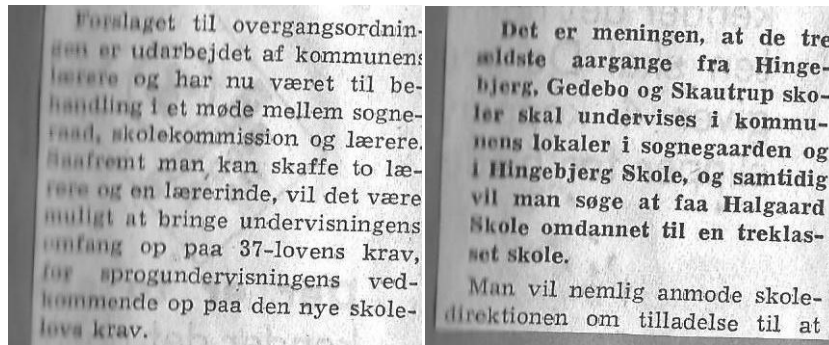 Forslaget til overgangsordnin-
gen er udarbejdet af kommunens
lærere og har nu været til be-
handling i et møde mellem sogne-
raad, skolekommission og lærere.
Saafremt man kan skaffe to læ-
rere og en lærerinde, vil det være
muligt at bringe undervisningens
omfang op paa 37-lovens krav,
for sprogundervisningens ved-
kommende op paa den nye skole-
lovs krav.
Det er meningen, at de tre
ældste aargange fra Hinge-
bjerg, Gedebo og Skautrup sko-
ler skal undervises i kommu-
nens lokaler i sognegaarden og
i Hingebjerg Skole, og samtidig
vil man søge at faa Halgaard
Skole omdannet til en treklas-
set skole.
Man vil nemlig anmode skole-
direktionen om tilladelse til at